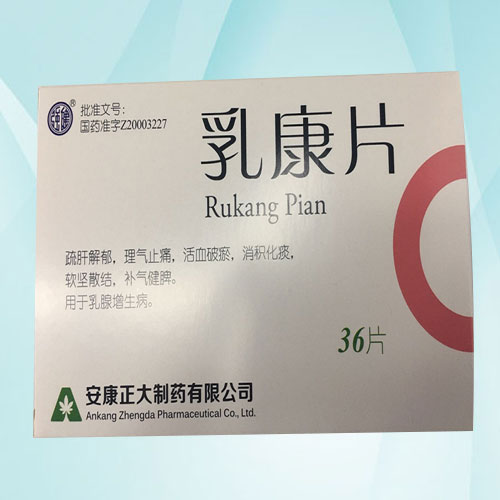 批准文号:
国药准字Z20003227
乳康片
Rukang Pian
疏肝解郁，理气止痛，活血破瘀，消积化痰，
软坚散结，补气健脾。
用于乳腺增生病。
36片
安康正大制药有限公司
Ankang Zhengda Pharmaceutical Co., Ltd.